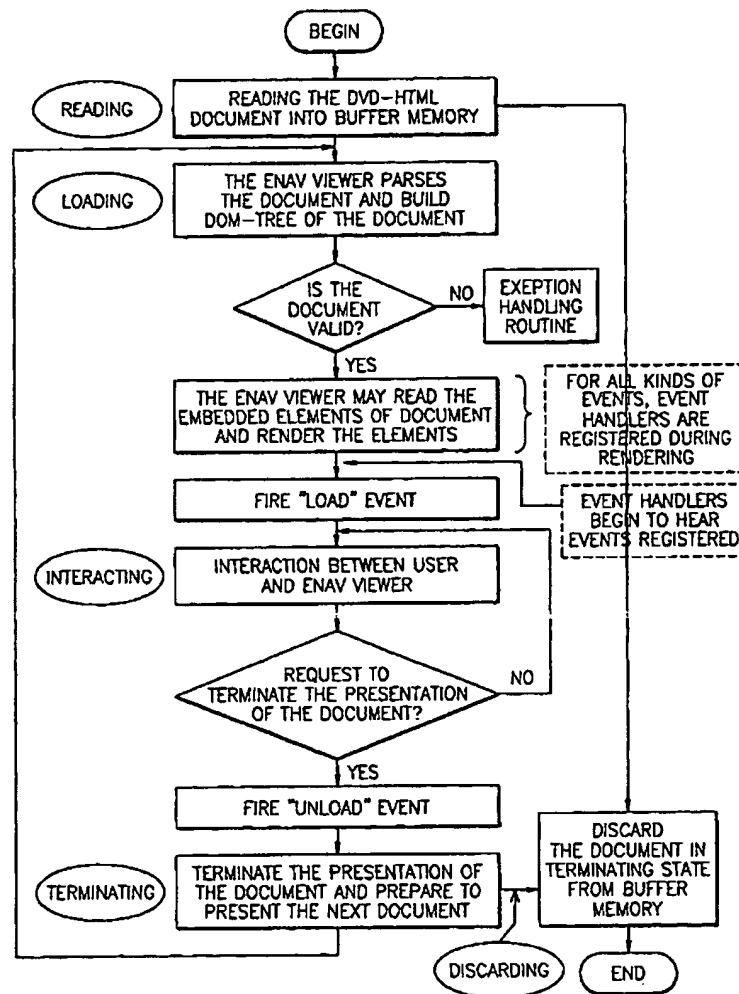 BEGIN
READING
READING THE DVD-HTML
DOCUMENT INTO BUFFER MEMORY
LOADING
THE ENAV VIEWER PARSES
THE DOCUMENT AND BUILD
DOM-TREE OF THE DOCUMENT
IS THE
DOCUMENT
VALID?
NO
EXEPTION
HANDLING
ROUTINE
YES
THE ENAV VIEWER MAY READ THE
EMBEDDED ELEMENTS OF DOCUMENT
AND RENDER THE ELEMENTS
FOR ALL KINDS OF
EVENTS, EVENT
HANDLERS ARE
REGISTERED DURING
RENDERING
FIRE "LOAD" EVENT
EVENT HANDLERS
BEGIN TO HEAR
EVENTS REGISTERED
INTERACTING
INTERACTION BETWEEN USER
AND ENAV VIEWER
REQUEST TO
TERMINATE THE PRESENTATION
OF THE DOCUMENT?
NO
YES
FIRE "UNLOAD" EVENT
TERMINATING
TERMINATE THE PRESENTATION OF
THE DOCUMENT AND PREPARE TO
PRESENT THE NEXT DOCUMENT
DISCARD
THE DOCUMENT IN
TERMINATING STATE
FROM BUFFER
MEMORY
DISCARDING
END